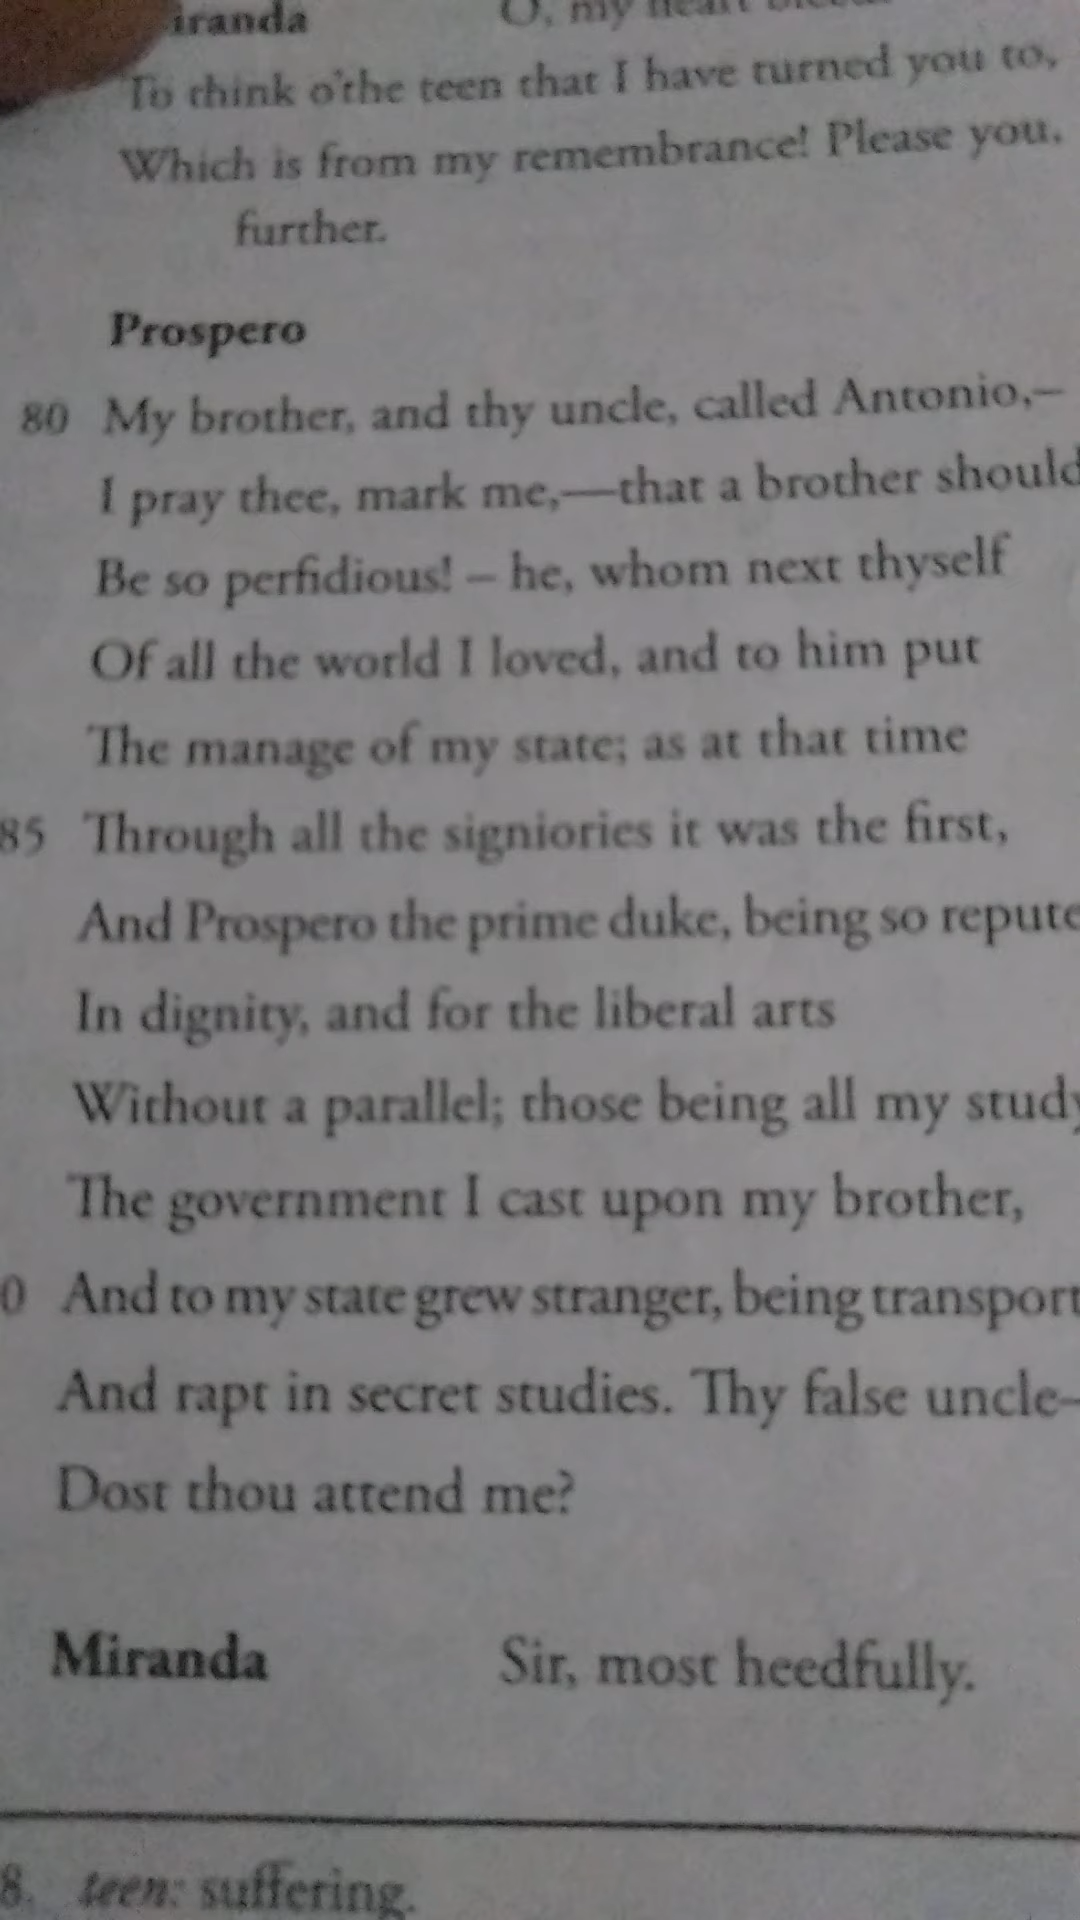 iranda O, my heart
To think o'the teen that I have turned you to,
Which is from my remembrance! Please you,
further.
Prospero
80 My brother, and thy uncle, called Antonio,–
I pray thee, mark me,—that a brother should
Be so perfidious! – he, whom next thyself
Of all the world I loved, and to him put
The manage of my state; as at that time
85 Through all the signiories it was the first,
And Prospero the prime duke, being so repute
In dignity, and for the liberal arts
Without a parallel; those being all my study
The government I cast upon my brother,
0 And to my state grew stranger, being transport
And rapt in secret studies. Thy false uncle–
Dost thou attend me?
Miranda Sir, most heedfully.
8. teen: suffering.